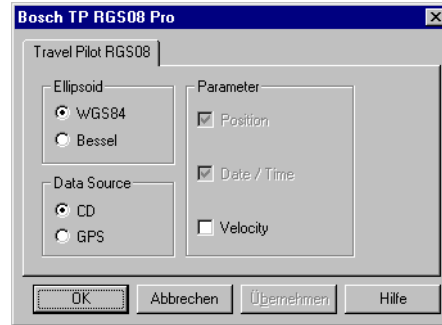 Bosch TP RGS08 Pro
Travel Pilot RGS08
Ellipsoid
WGS84
Bessel
Data Source
CD
GPS
Parameter
Position
Date / Time
Velocity
OK Abbrechen Übernehmen Hilfe